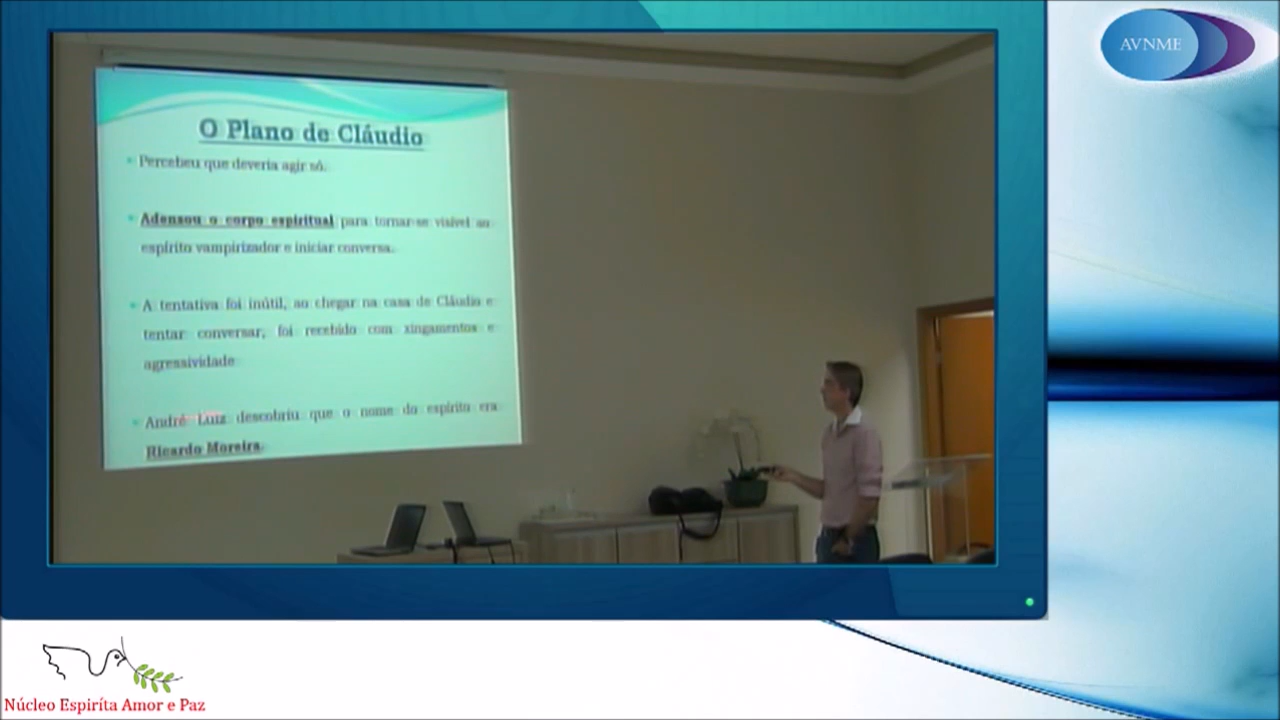 AVNME
O Plano de Cláudio
Percebeu que deveria agir só.
Adensou o corpo espiritual para tornar-se visível ao
espírito vampirizador e iniciar conversa.
A tentativa foi inútil, ao chegar na casa de Cláudio e
tentar conversar, foi recebido com xingamentos e
agressividade
André Luiz descobriu que o nome do espírito era
Ricardo Moreira.
Núcleo Espiríta Amor e Paz